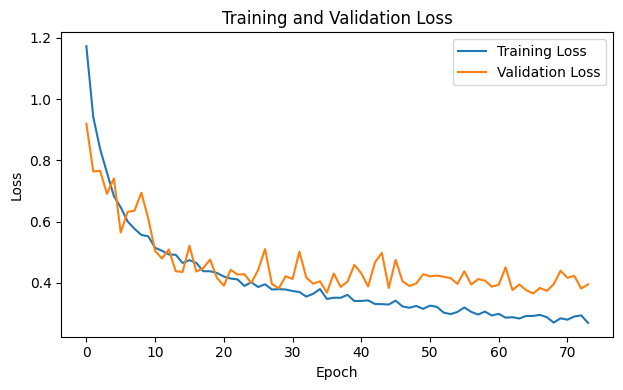 Training and Validation Loss
Training Loss
Validation Loss
1.2
1.0
0.8
0.6
0.4
Loss
0 10 20 30 40 50 60 70
Epoch